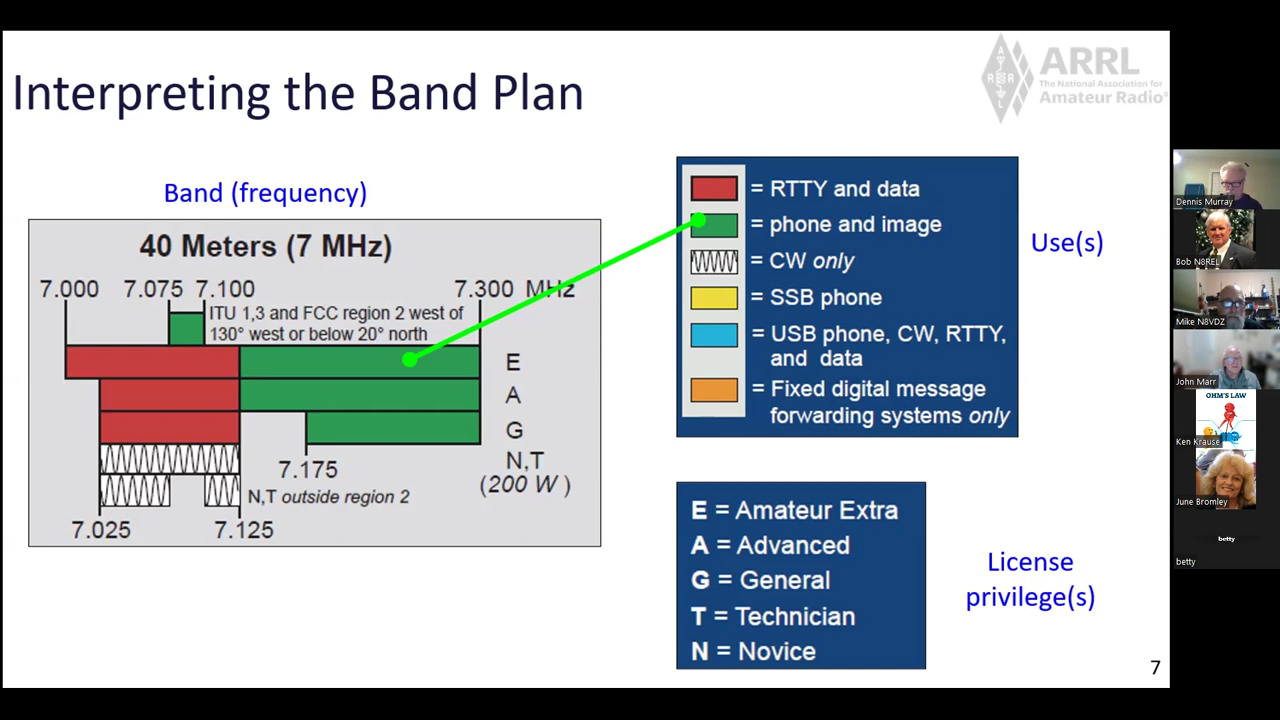 Interpreting the Band Plan
ARRL
The National Association for
Amateur Radio®
Band (frequency)
40 Meters (7 MHz)
7.000 7.075 7.100 7.300 MHz
ITU 1,3 and FCC region 2 west of
130° west or below 20° north
E
A
G
7.175
N,T
(200 W)
N,T outside region 2
7.025 7.125
= RTTY and data
= phone and image
= CW only
= SSB phone
= USB phone, CW, RTTY,
and data
= Fixed digital message
forwarding systems only
Use(s)
E = Amateur Extra
A = Advanced
G = General
T = Technician
N = Novice
License
privilege(s)
7
Dennis Murray
Bob N8REL
Mike N8VDZ
John Marr
OHM'S LAW
Ken Krause
June Bromley
betty
betty